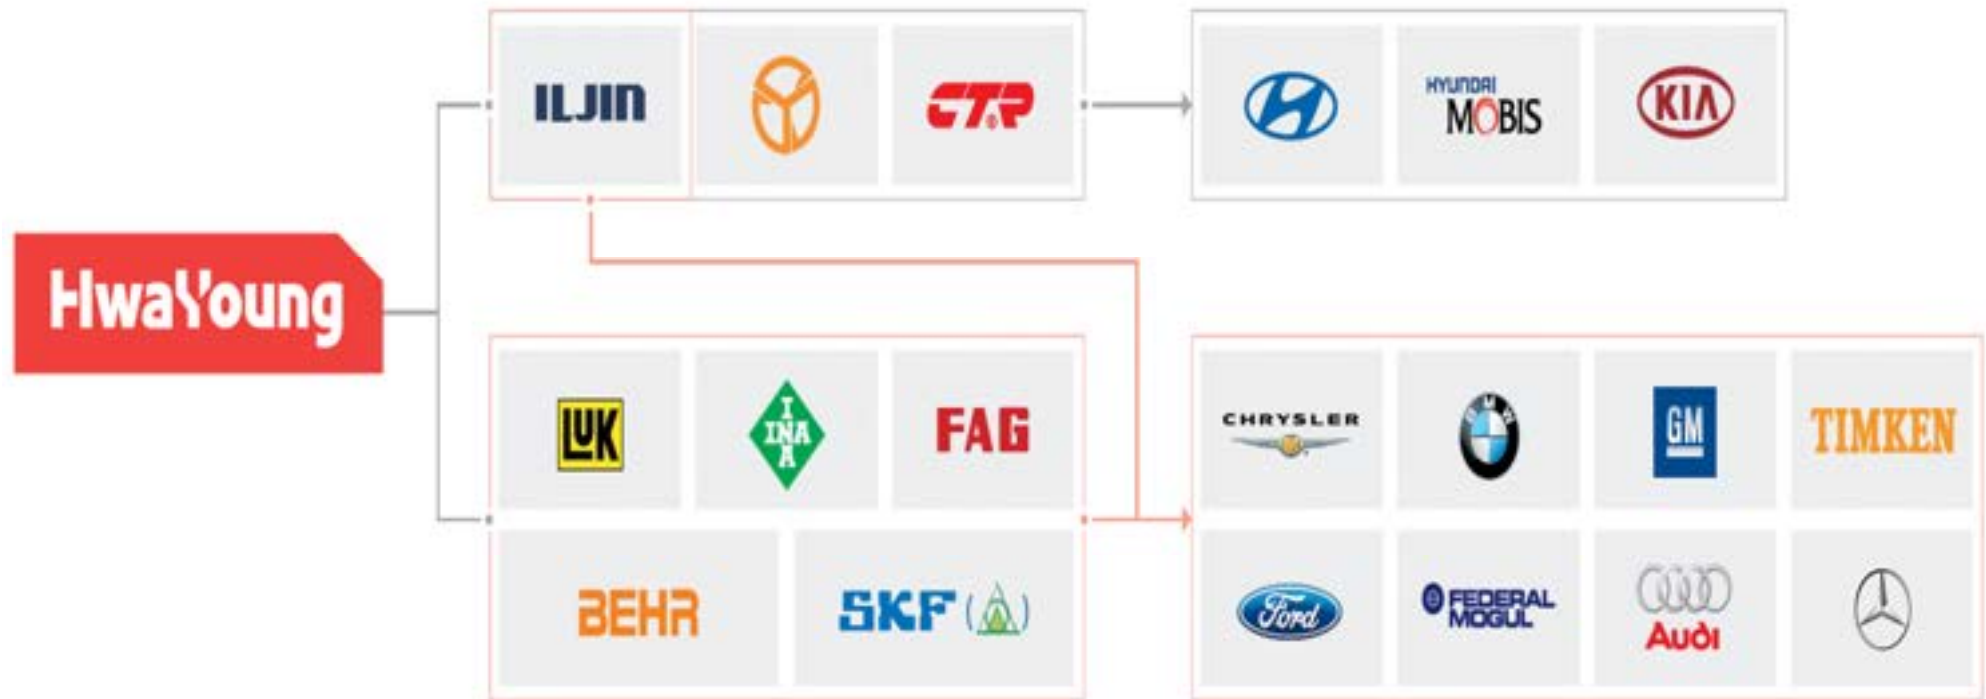 ILJIN
CTR®
HYUNDAI
MOBIS
KIA
HwaYoung
LUK
INA
FAG
CHRYSLER
BMW
GM
TIMKEN
BEHR
SKF
Ford
FEDERAL
MOGUL
Audi